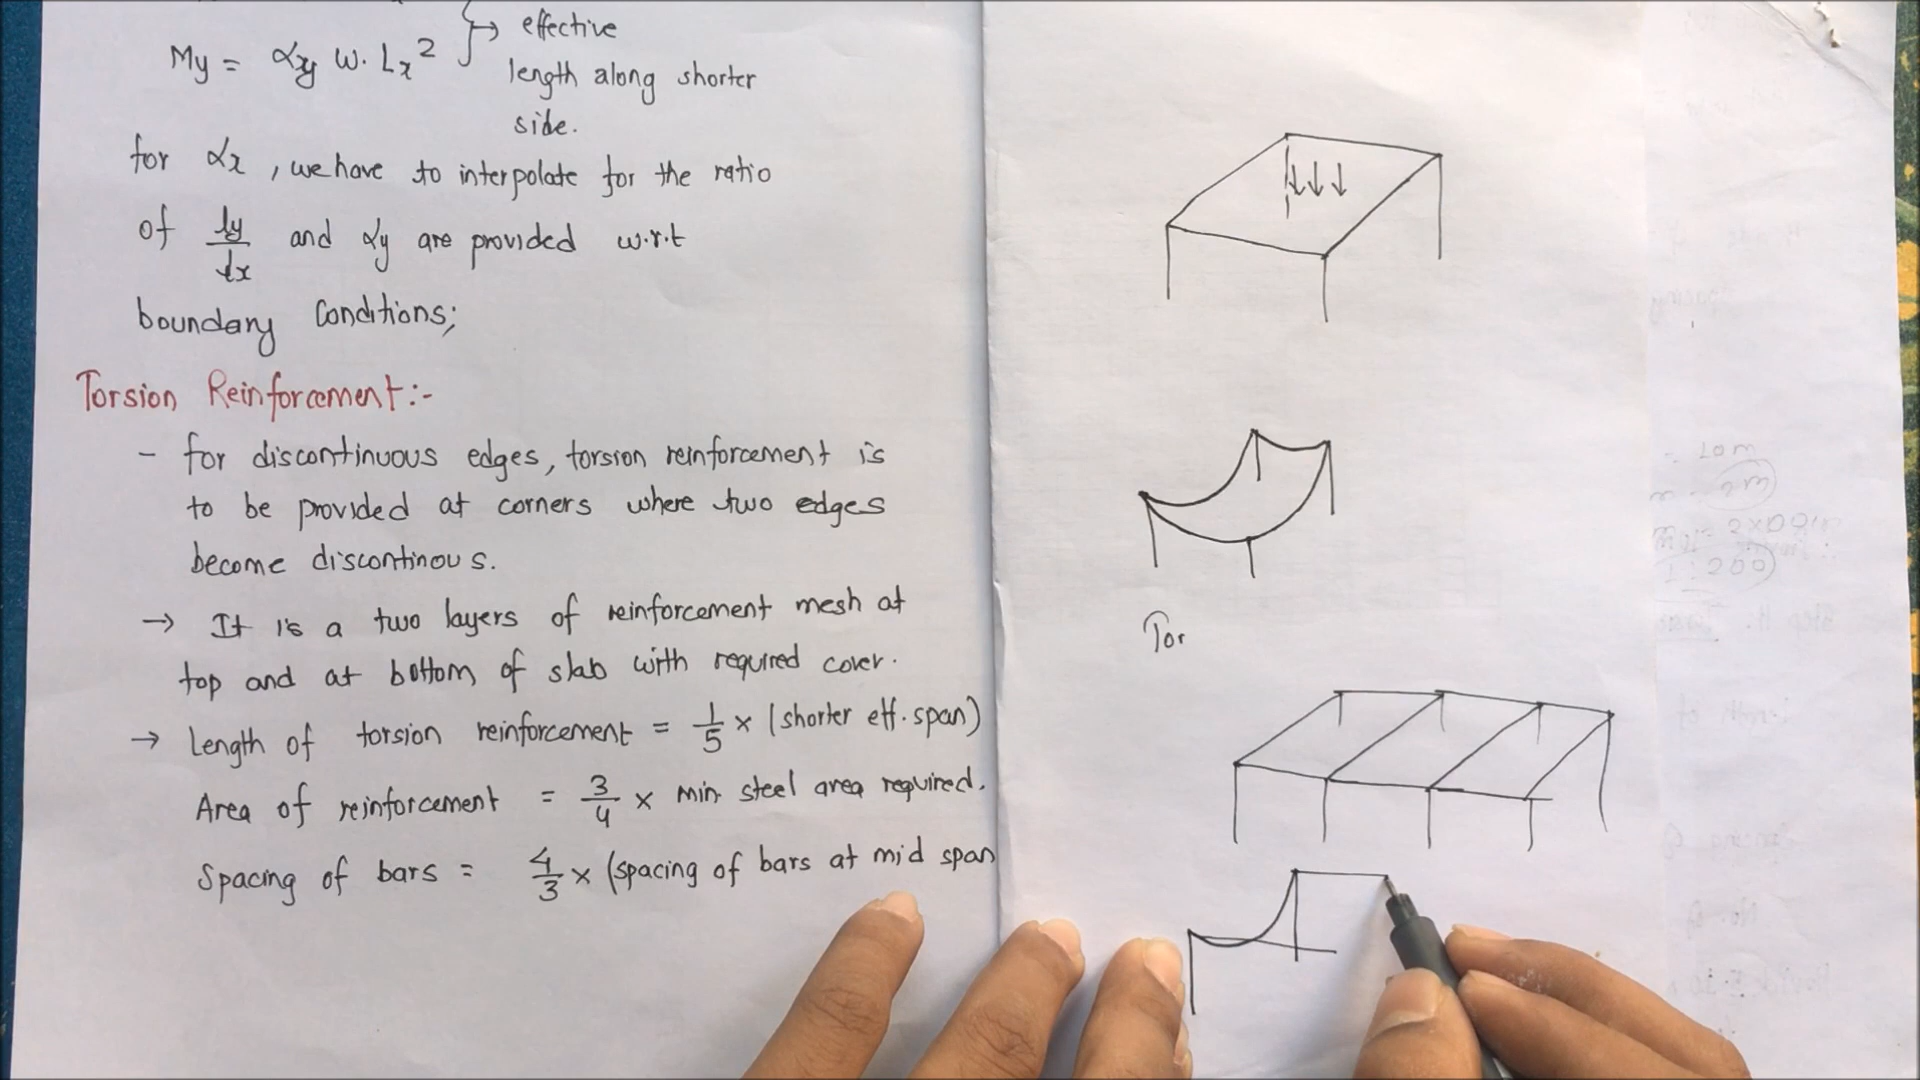 effective
My = αxy w. Lx² } → length along shorter
side.
for αx, we have to interpolate for the ratio
of ly/lx and αy are provided w.r.t
boundary Conditions;
Torsion Reinforcement:-
- for discontinuous edges, torsion reinforcement is
to be provided at corners where two edges
become discontinous.
→ It is a two layers of reinforcement mesh at
top and at bottom of slab with required cover.
→ Length of torsion reinforcement = 1/5 × (shorter eff. span)
Area of reinforcement = 3/4 × min. steel area required.
Spacing of bars = 4/3 × (spacing of bars at mid span
Tor